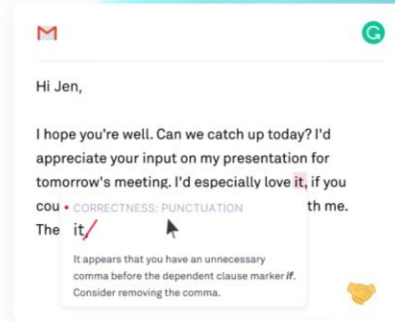 Hi Jen,
I hope you're well. Can we catch up today? I'd
appreciate your input on my presentation for
tomorrow's meeting. I'd especially love it, if you
cou th me.
The
• CORRECTNESS: PUNCTUATION
it,
It appears that you have an unnecessary
comma before the dependent clause marker if.
Consider removing the comma.